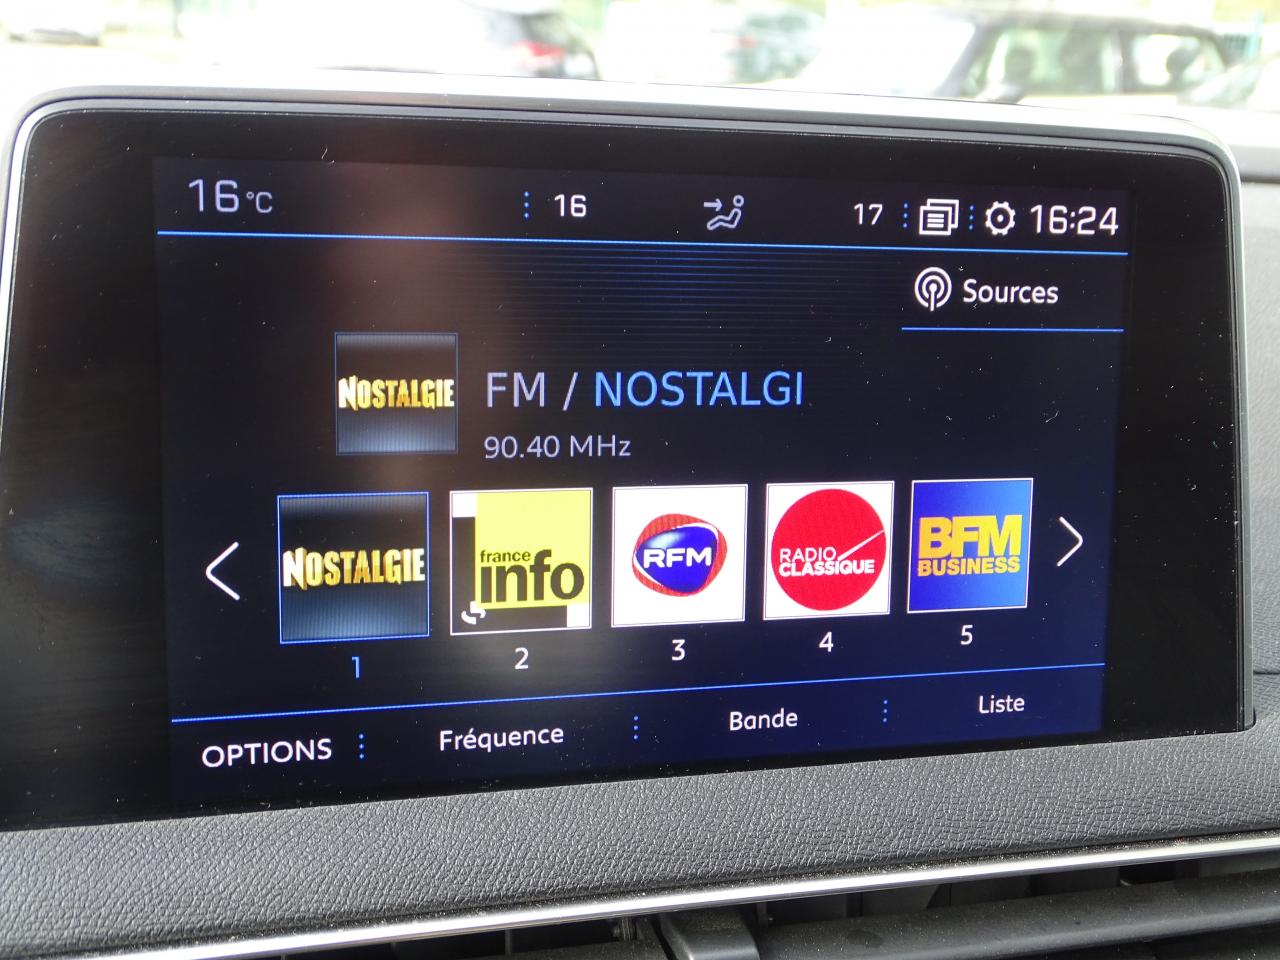 16 °C
16
17
16:24
Sources
NOSTALGIE
FM / NOSTALGI
90.40 MHz
NOSTALGIE
france
info
RFM
RADIO
CLASSIQUE
BFM
BUSINESS
1
2
3
4
5
OPTIONS
Fréquence
Bande
Liste